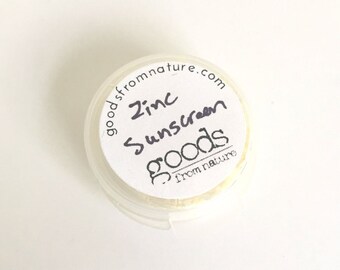 goodsfromnature.com
Zinc
Sunscreen
goods
from nature